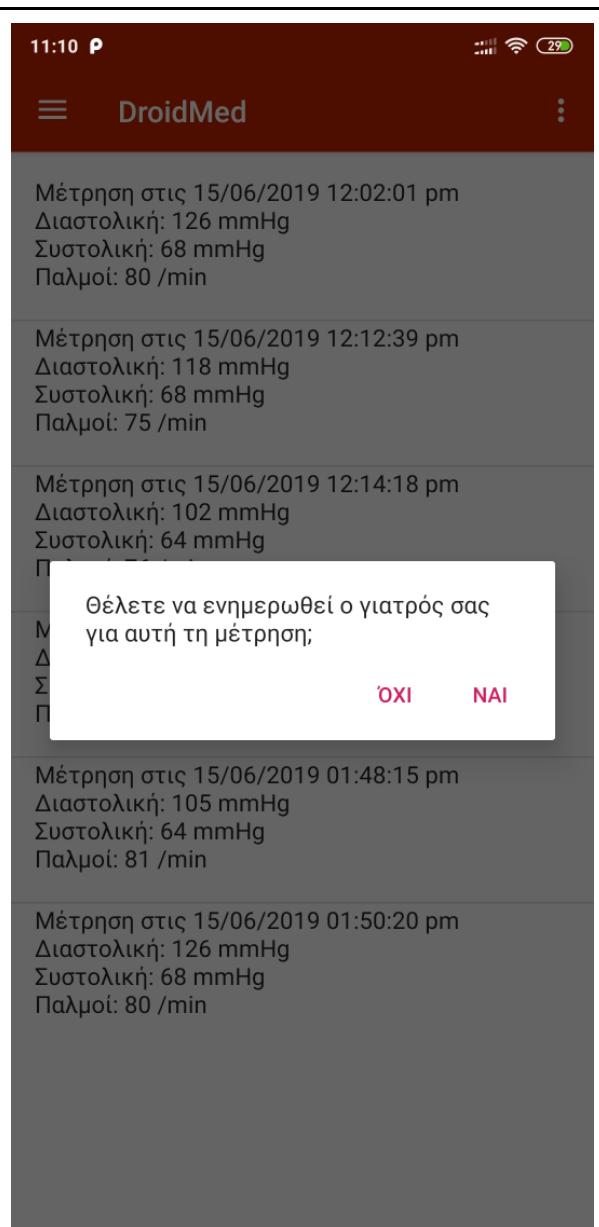 11:10 P
29
DroidMed
Μέτρηση στις 15/06/2019 12:02:01 pm
Διαστολική: 126 mmHg
Συστολική: 68 mmHg
Παλμοί: 80 /min
Μέτρηση στις 15/06/2019 12:12:39 pm
Διαστολική: 118 mmHg
Συστολική: 68 mmHg
Παλμοί: 75 /min
Μέτρηση στις 15/06/2019 12:14:18 pm
Διαστολική: 102 mmHg
Συστολική: 64 mmHg
Θέλετε να ενημερωθεί ο γιατρός σας
για αυτή τη μέτρηση;
ΌΧΙ ΝΑΙ
Μέτρηση στις 15/06/2019 01:48:15 pm
Διαστολική: 105 mmHg
Συστολική: 64 mmHg
Παλμοί: 81 /min
Μέτρηση στις 15/06/2019 01:50:20 pm
Διαστολική: 126 mmHg
Συστολική: 68 mmHg
Παλμοί: 80 /min